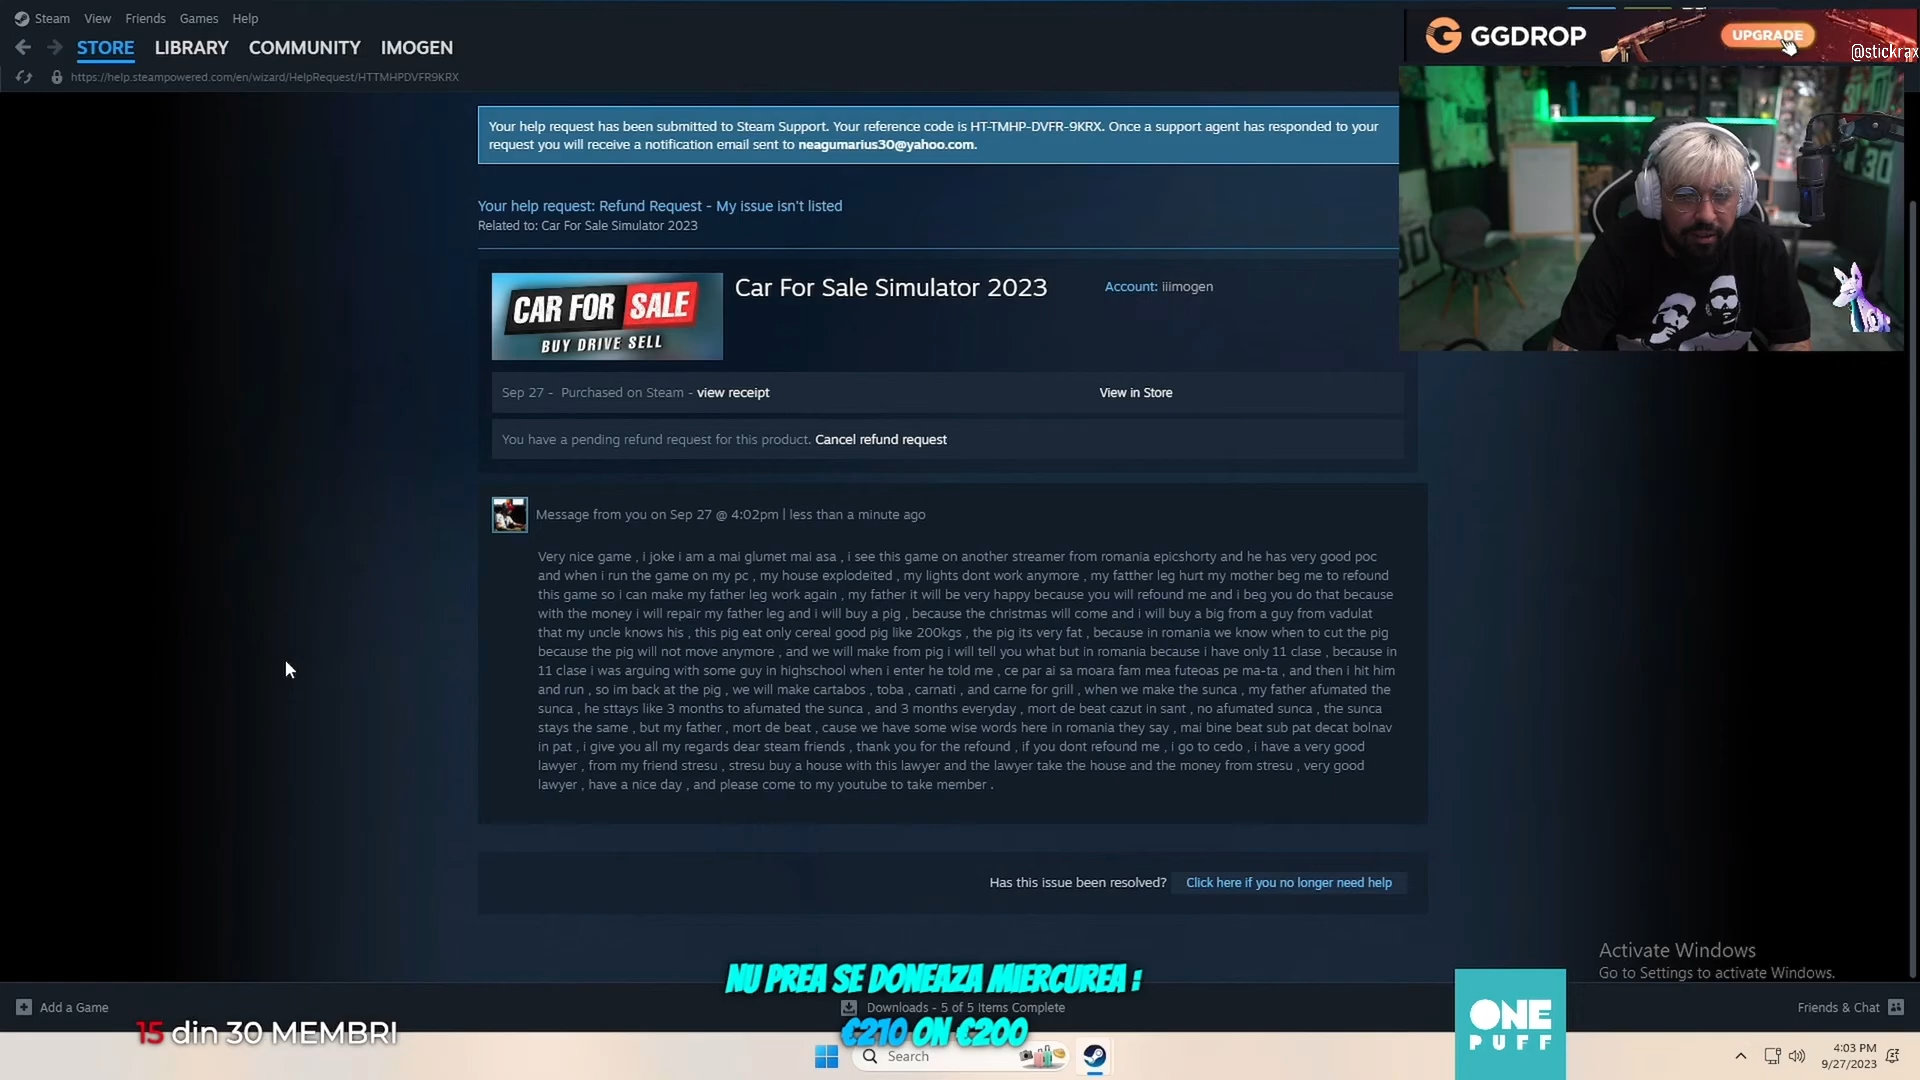 Steam View Friends Games Help
STORE LIBRARY COMMUNITY IMOGEN
https://help.steampowered.com/en/wizard/HelpRequest/HTTMHPDVFR9KRX
GGDROP
UPGRADE
@stickrax
Your help request has been submitted to Steam Support. Your reference code is HT-TMHP-DVFR-9KRX. Once a support agent has responded to your
request you will receive a notification email sent to neagumarius30@yahoo.com.
Your help request: Refund Request - My issue isn't listed
Related to: Car For Sale Simulator 2023
CAR FOR SALE
BUY DRIVE SELL
Car For Sale Simulator 2023
Account: iiimogen
Sep 27 - Purchased on Steam - view receipt
View in Store
You have a pending refund request for this product. Cancel refund request
Message from you on Sep 27 @ 4:02pm | less than a minute ago
Very nice game , i joke i am a mai glumet mai asa , i see this game on another streamer from romania epicshorty and he has very good poc
and when i run the game on my pc , my house explodeited , my lights dont work anymore , my fatther leg hurt my mother beg me to refound
this game so i can make my father leg work again , my father it will be very happy because you will refound me and i beg you do that because
with the money i will repair my father leg and i will buy a pig , because the christmas will come and i will buy a big from a guy from vadulat
that my uncle knows his , this pig eat only cereal good pig like 200kgs , the pig its very fat , because in romania we know when to cut the pig
because the pig will not move anymore , and we will make from pig i will tell you what but in romania because i have only 11 clase , because in
11 clase i was arguing with some guy in highschool when i enter he told me , ce par ai sa moara fam mea futeoas pe ma-ta , and then i hit him
and run , so im back at the pig , we will make cartabos , toba , carnati , and carne for grill , when we make the sunca , my father afumated the
sunca , he sttays like 3 months to afumated the sunca , and 3 months everyday , mort de beat cazut in sant , no afumated sunca , the sunca
stays the same , but my father , mort de beat , cause we have some wise words here in romania they say , mai bine beat sub pat decat bolnav
in pat , i give you all my regards dear steam friends , thank you for the refound , if you dont refound me , i go to cedo , i have a very good
lawyer , from my friend stresu , stresu buy a house with this lawyer and the lawyer take the house and the money from stresu , very good
lawyer , have a nice day , and please come to my youtube to take member .
Has this issue been resolved? Click here if you no longer need help
Activate Windows
Go to Settings to activate Windows.
NU PREA SE DONEAZA MIERCUREA :
€210 ON €200
Add a Game
Downloads - 5 of 5 Items Complete
Friends & Chat
15 din 30 MEMBRI
ONE
PUFF
Search
4:03 PM
9/27/2023